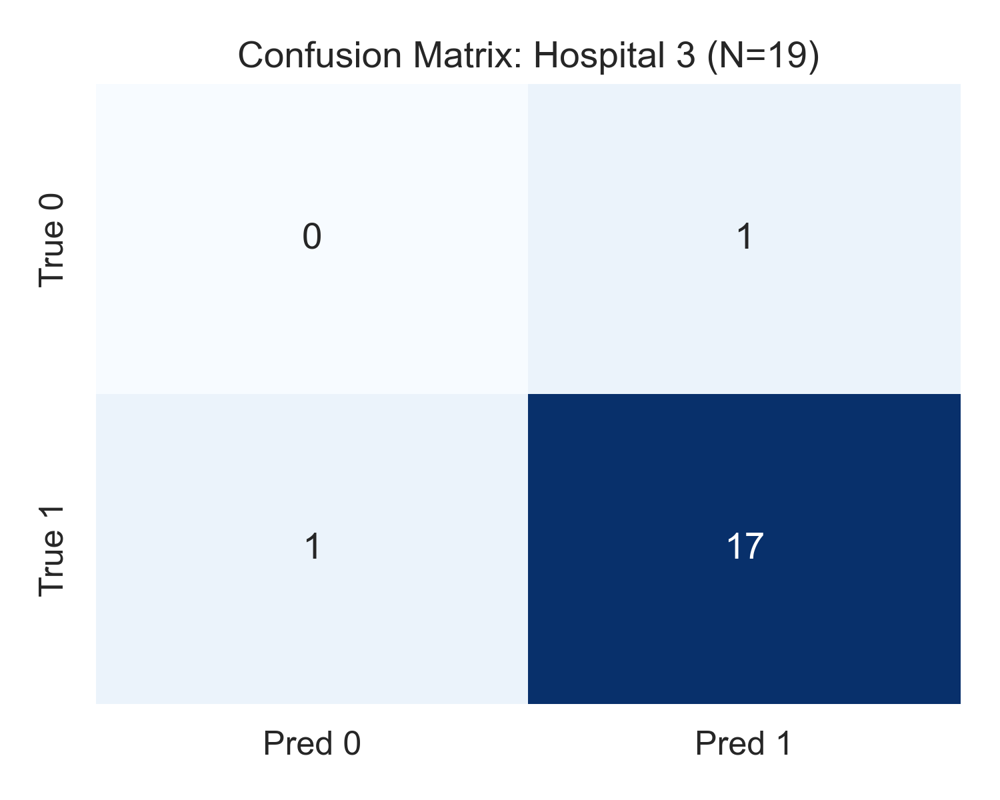 Confusion Matrix: Hospital 3 (N=19)
True 0
0
1
True 1
1
17
Pred 0
Pred 1